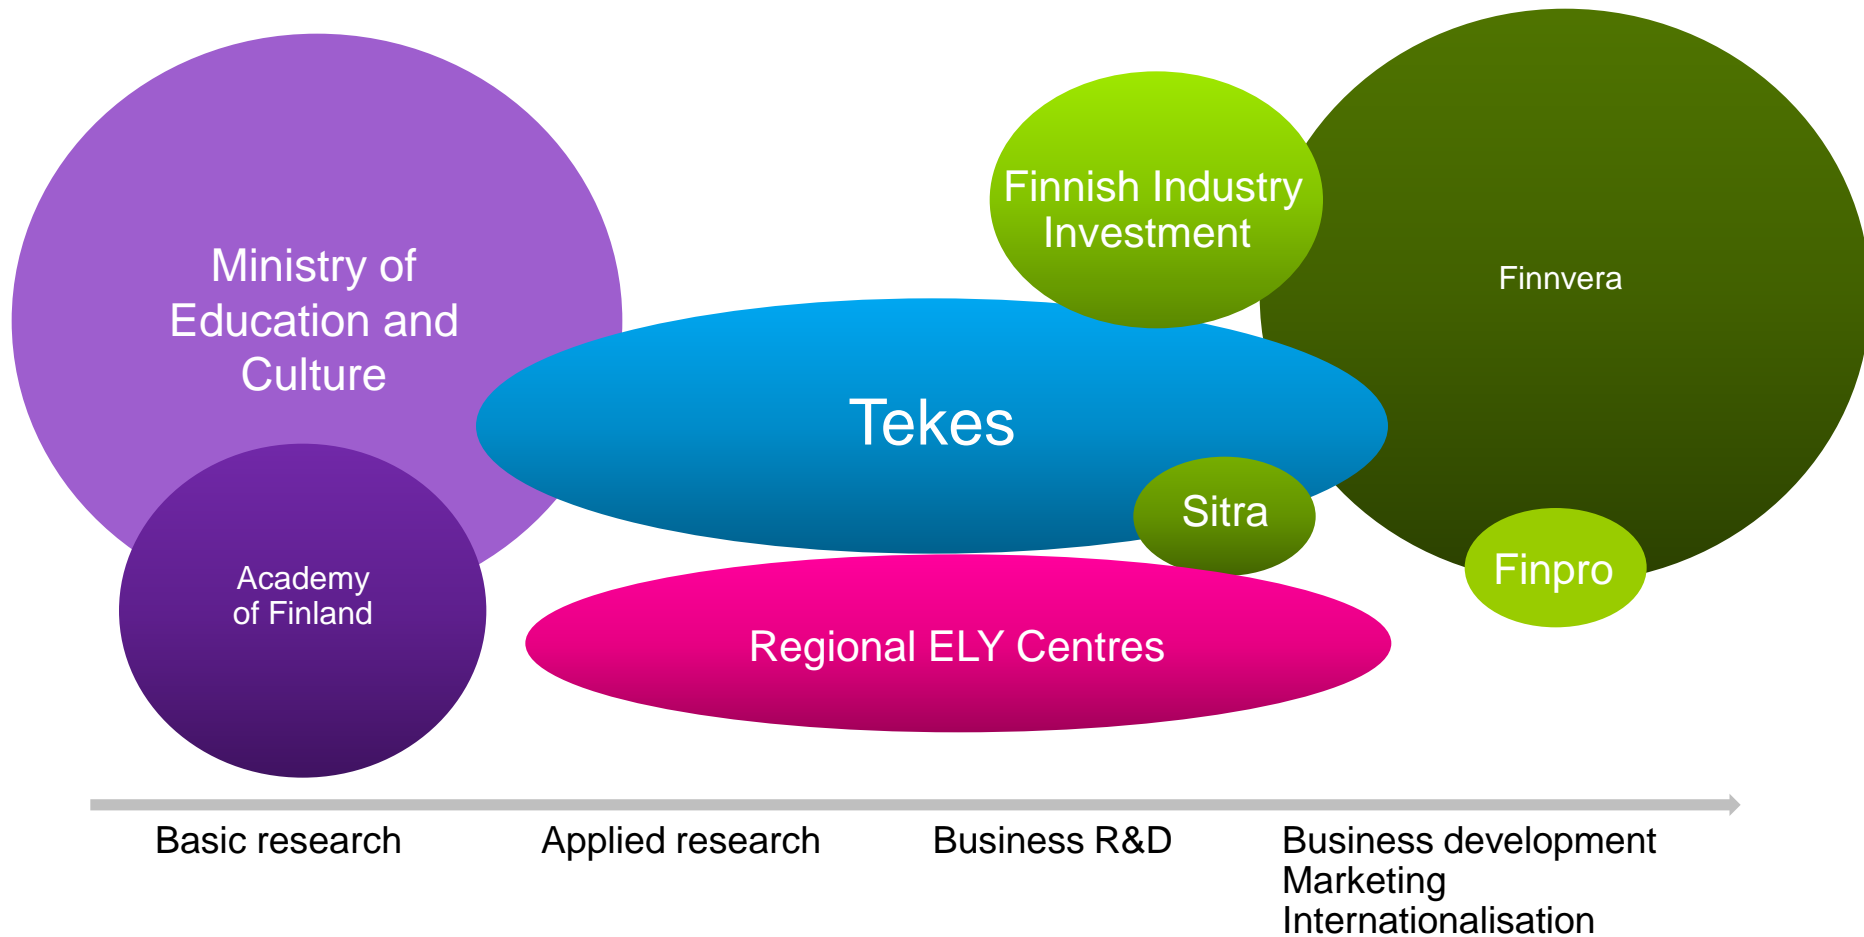 Ministry of
Education and
Culture
Academy
of Finland
Tekes
Finnish Industry
Investment
Finnvera
Sitra
Finpro
Regional ELY Centres
Basic research
Applied research
Business R&D
Business development
Marketing
Internationalisation